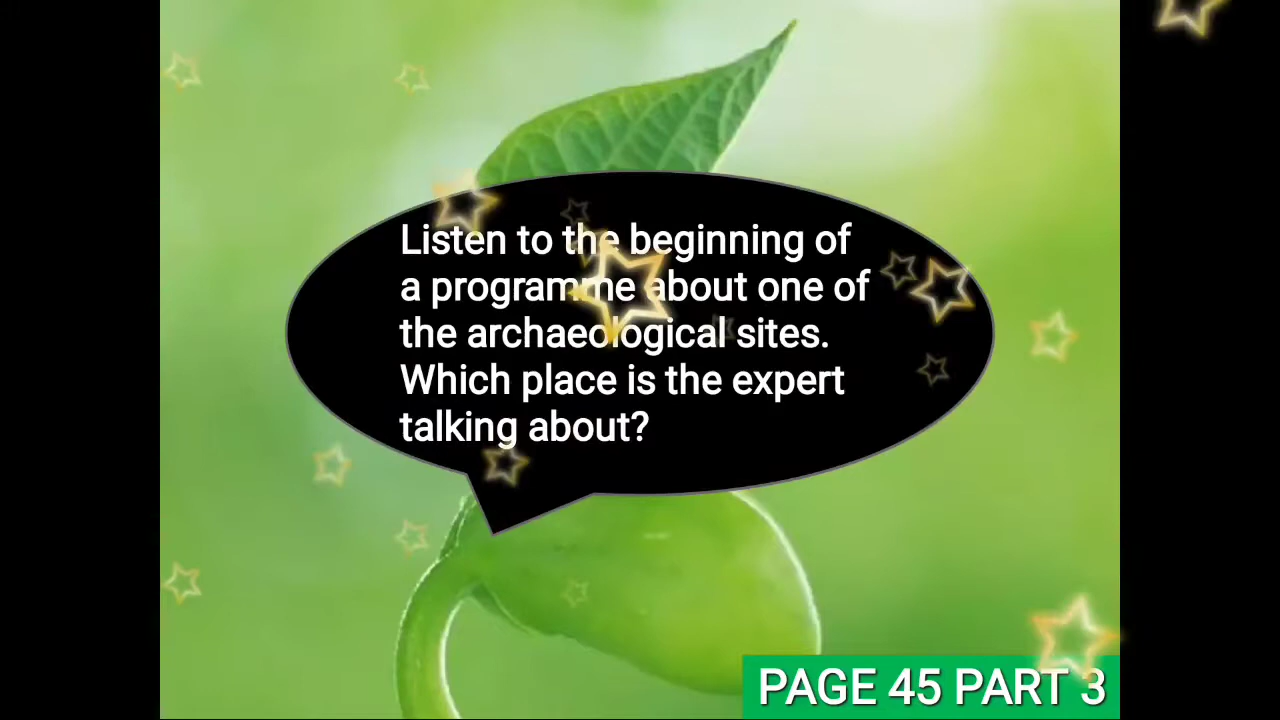 Listen to the beginning of
a programme about one of
the archaeological sites.
Which place is the expert
talking about?
PAGE 45 PART 3